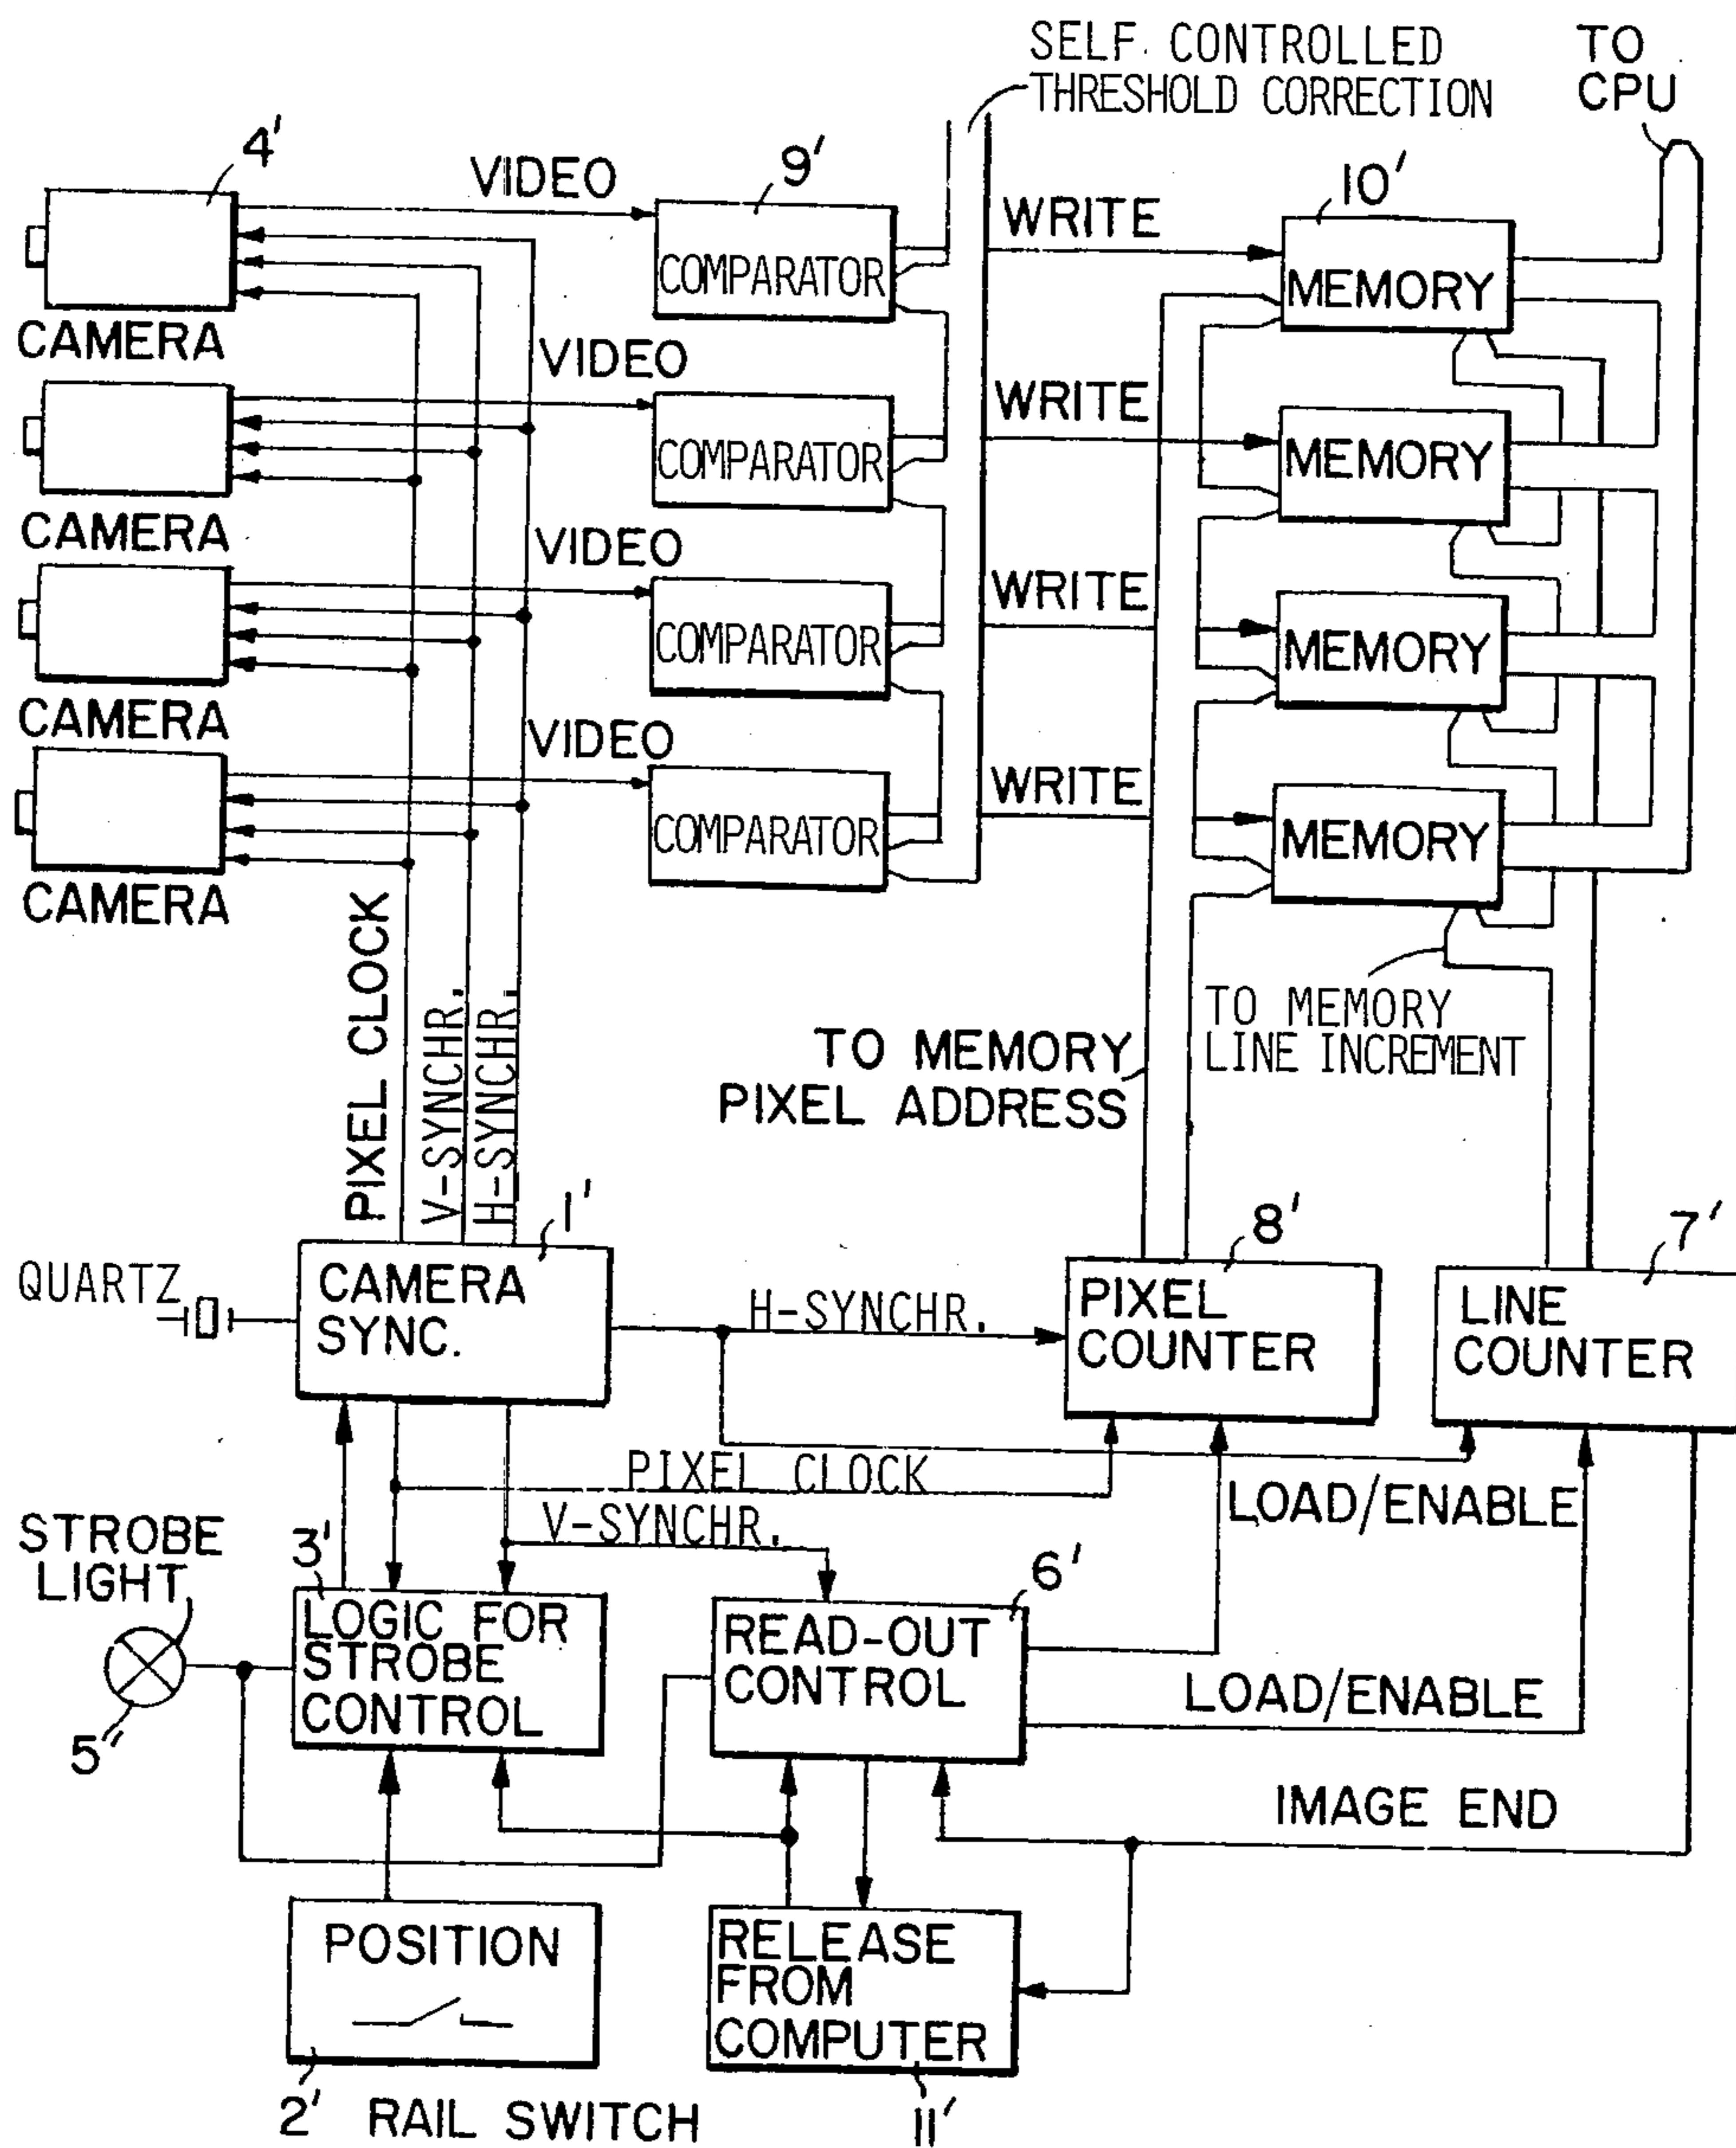 SELF CONTROLLED
THRESHOLD CORRECTION
TO
CPU
4'
VIDEO
9'
COMPARATOR
WRITE
10'
MEMORY
CAMERA
VIDEO
COMPARATOR
WRITE
MEMORY
CAMERA
VIDEO
COMPARATOR
WRITE
MEMORY
CAMERA
VIDEO
COMPARATOR
WRITE
MEMORY
CAMERA
PIXEL CLOCK
V-SYNCHR.
H-SYNCHR.
TO MEMORY
PIXEL ADDRESS
TO MEMORY
LINE INCREMENT
QUARTZ
1'
CAMERA
SYNC.
H-SYNCHR.
8'
PIXEL
COUNTER
7'
LINE
COUNTER
PIXEL CLOCK
V-SYNCHR.
LOAD/ENABLE
STROBE
LIGHT
5"
3'
LOGIC FOR
STROBE
CONTROL
6'
READ-OUT
CONTROL
LOAD/ENABLE
IMAGE END
POSITION
2' RAIL SWITCH
RELEASE
FROM
COMPUTER
11'